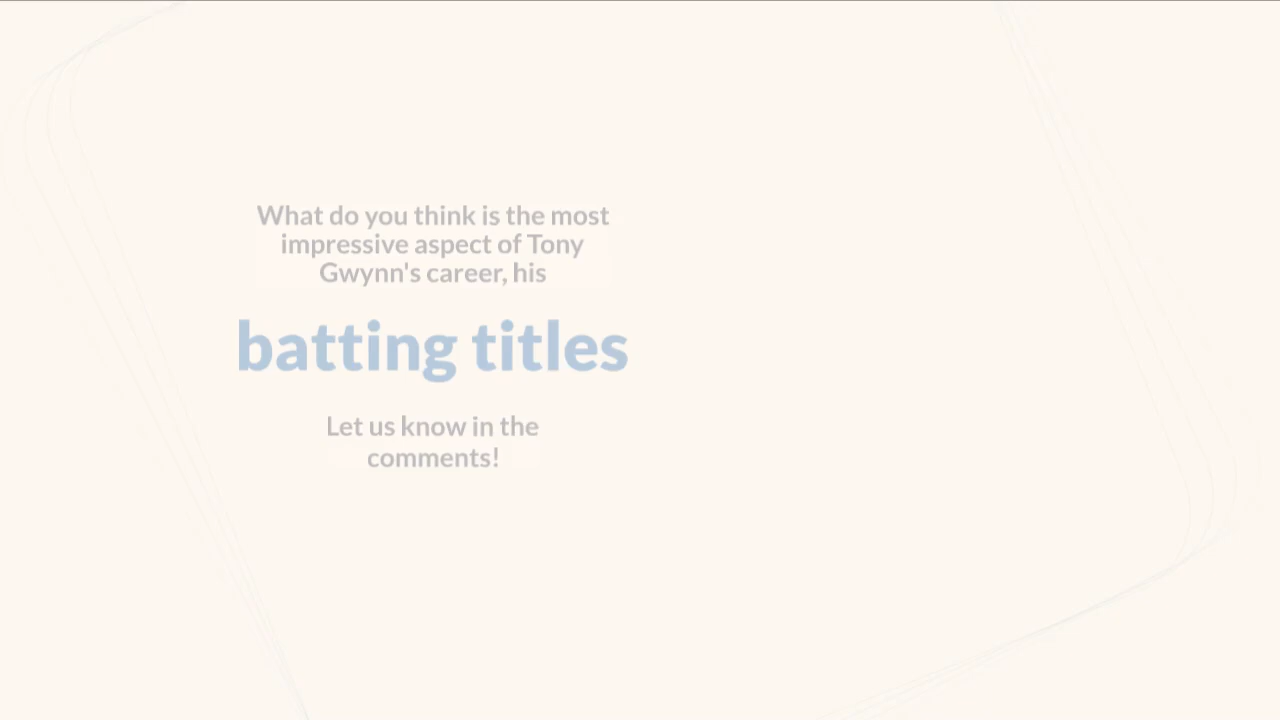 What do you think is the most
impressive aspect of Tony
Gwynn's career, his
batting titles
Let us know in the
comments!